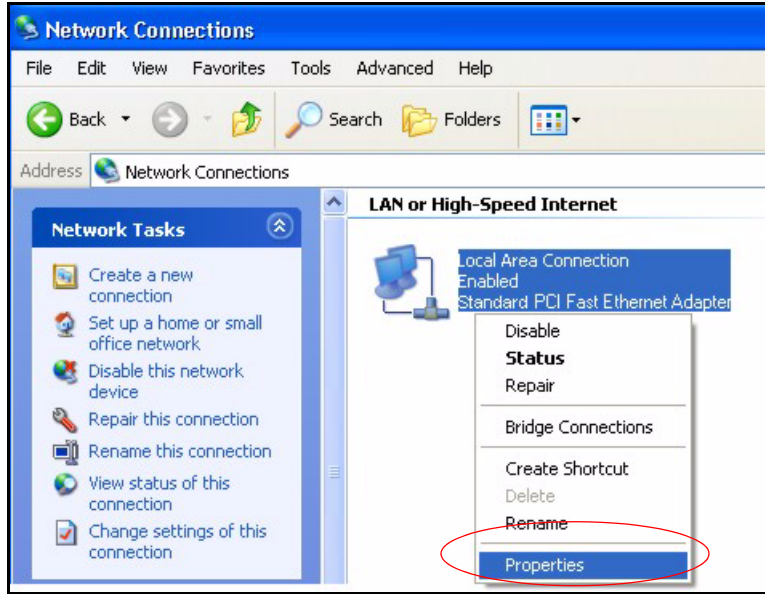 Network Connections
File Edit View Favorites Tools Advanced Help
Back Search Folders
Address Network Connections
Network Tasks
Create a new
connection
Set up a home or small
office network
Disable this network
device
Repair this connection
Rename this connection
View status of this
connection
Change settings of this
connection
LAN or High-Speed Internet
Local Area Connection
Enabled
Standard PCI Fast Ethernet Adapter
Disable
Status
Repair
Bridge Connections
Create Shortcut
Delete
Rename
Properties